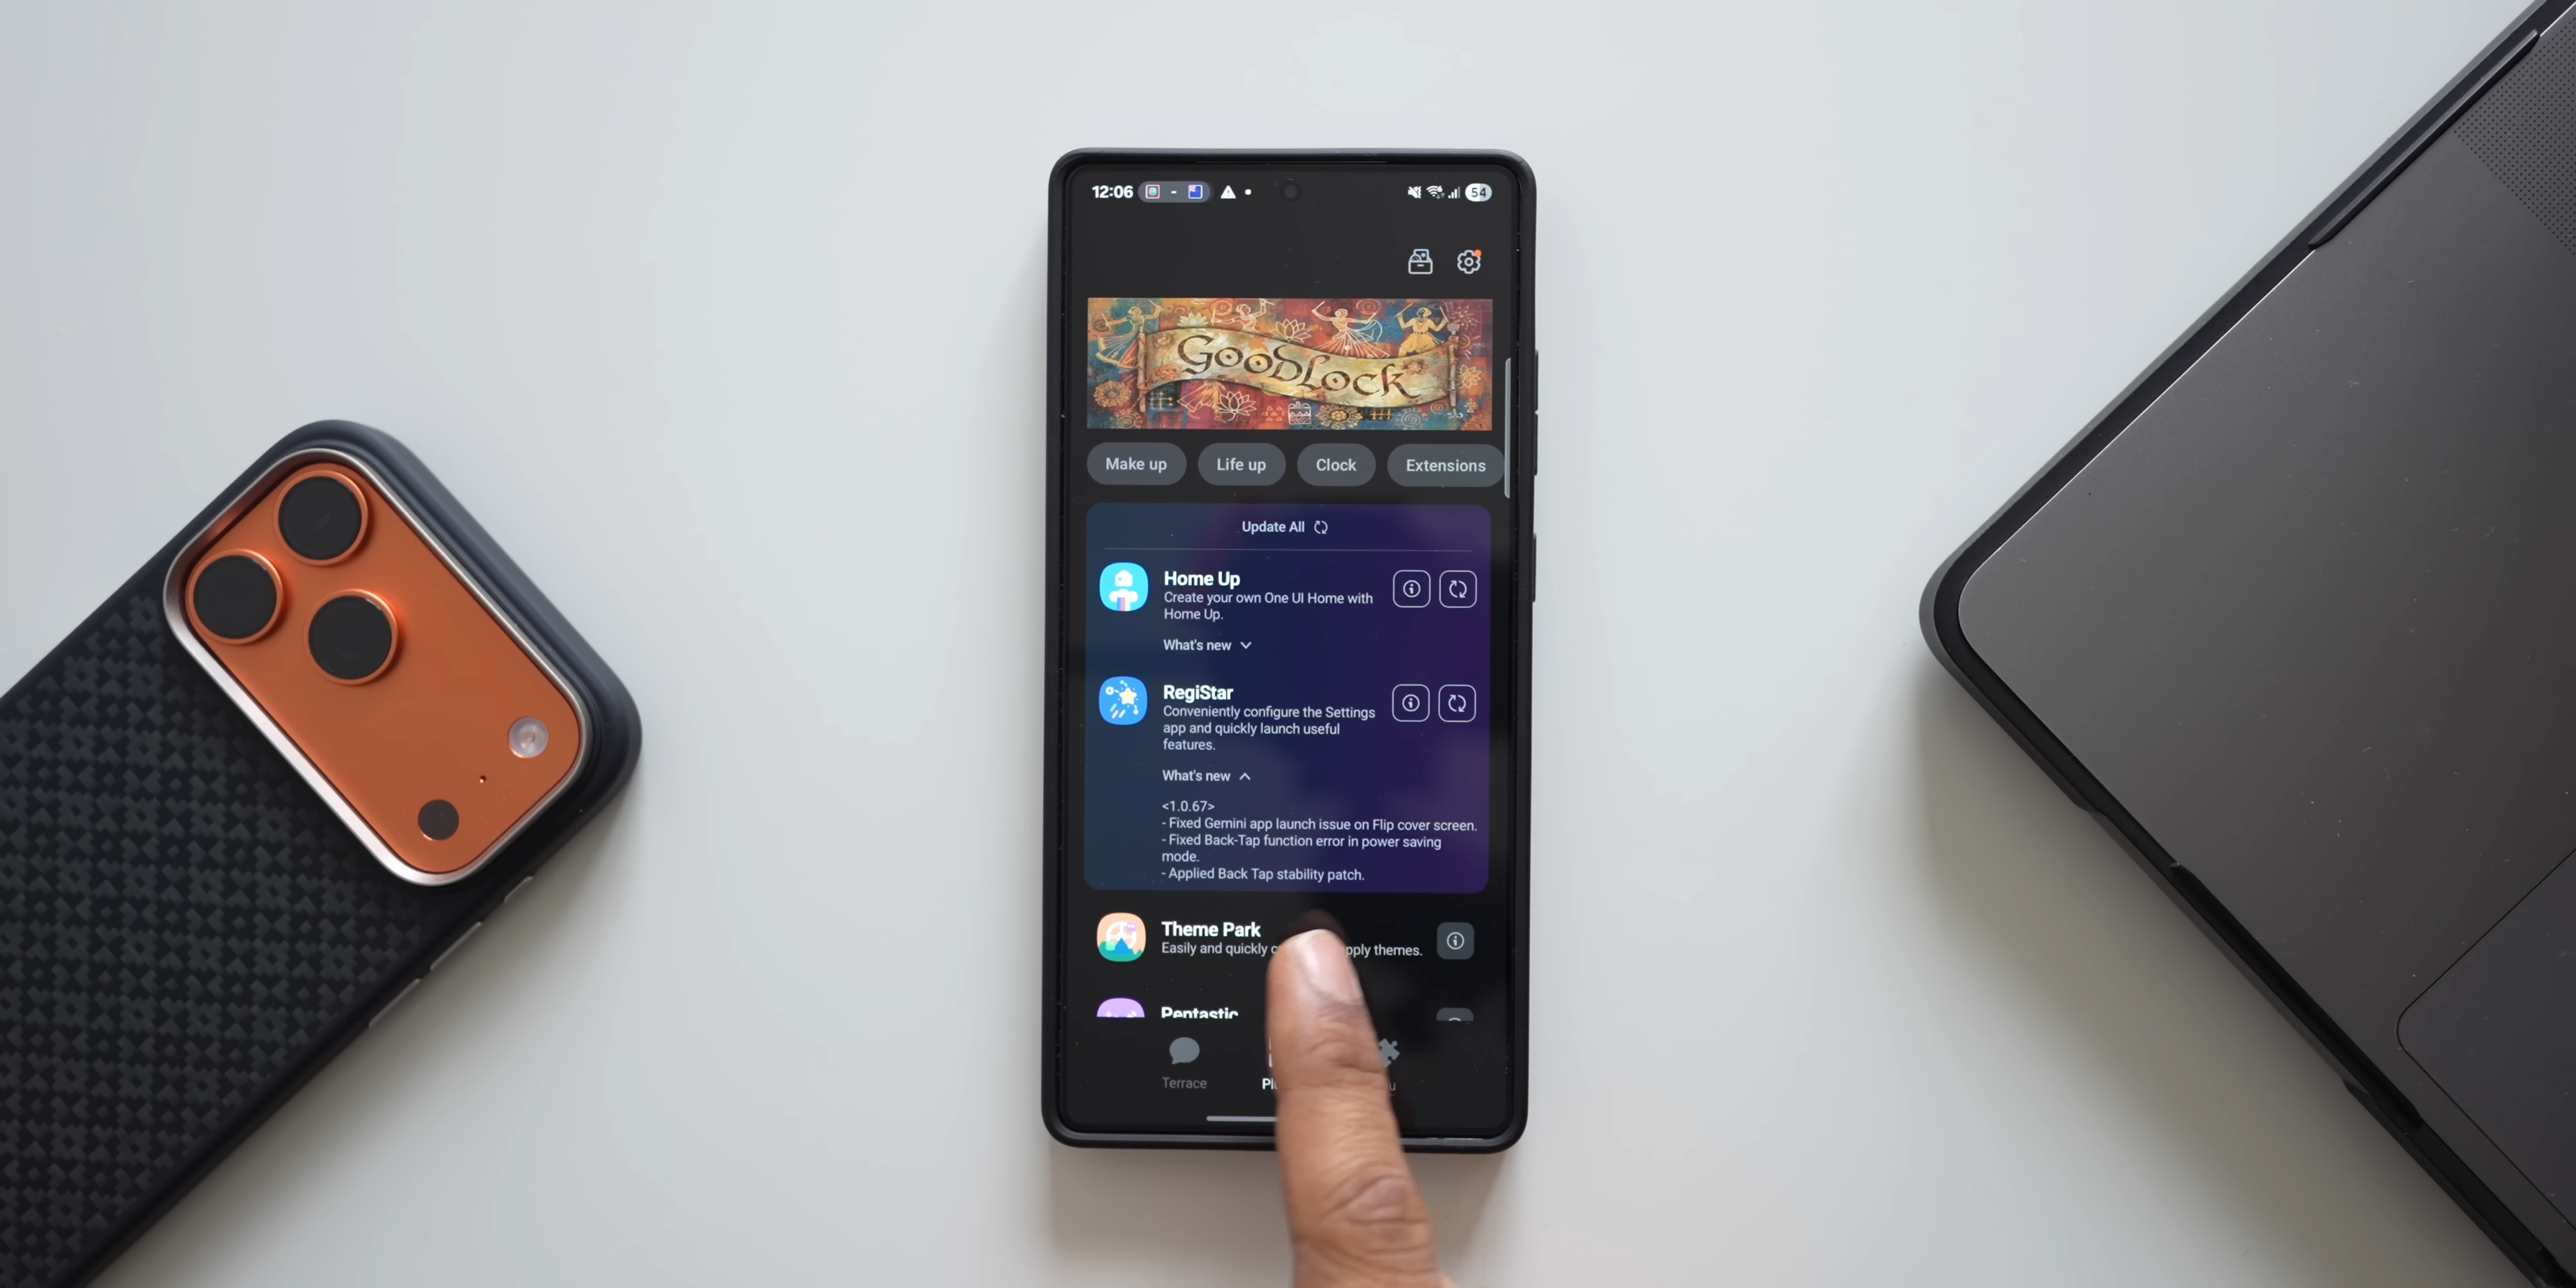 12:06
54
GOODLOCK
Make up
Life up
Clock
Extensions
Update All
Home Up
Create your own One UI Home with
Home Up.
What's new
RegiStar
Conveniently configure the Settings
app and quickly launch useful
features.
What's new
<1.0.67>
- Fixed Gemini app launch issue on Flip cover screen.
- Fixed Back-Tap function error in power saving
mode.
- Applied Back Tap stability patch.
Theme Park
Easily and quickly themes.
Pentastic
Terrace